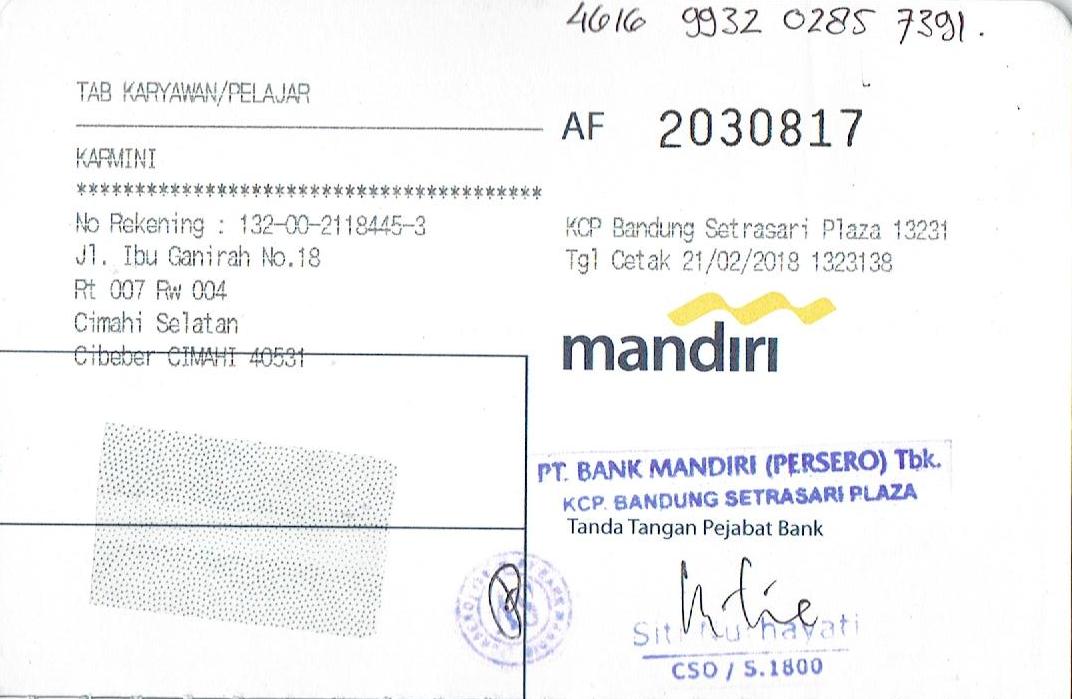 4616 9932 0285 7391.
TAB KARYAWAN/PELAJAR
AF 2030817
KARMINI
***************************************
No Rekening : 132-00-2118445-3
Jl. Ibu Ganirah No.18
Rt 007 Rw 004
Cimahi Selatan
Cibeber CIMAHI 40531
KCP Bandung Setrasari Plaza 13231
Tgl Cetak 21/02/2018 1323138
mandiri
PT. BANK MANDIRI (PERSERO) Tbk.
KCP. BANDUNG SETRASARI PLAZA
Tanda Tangan Pejabat Bank
CSO / S.1800